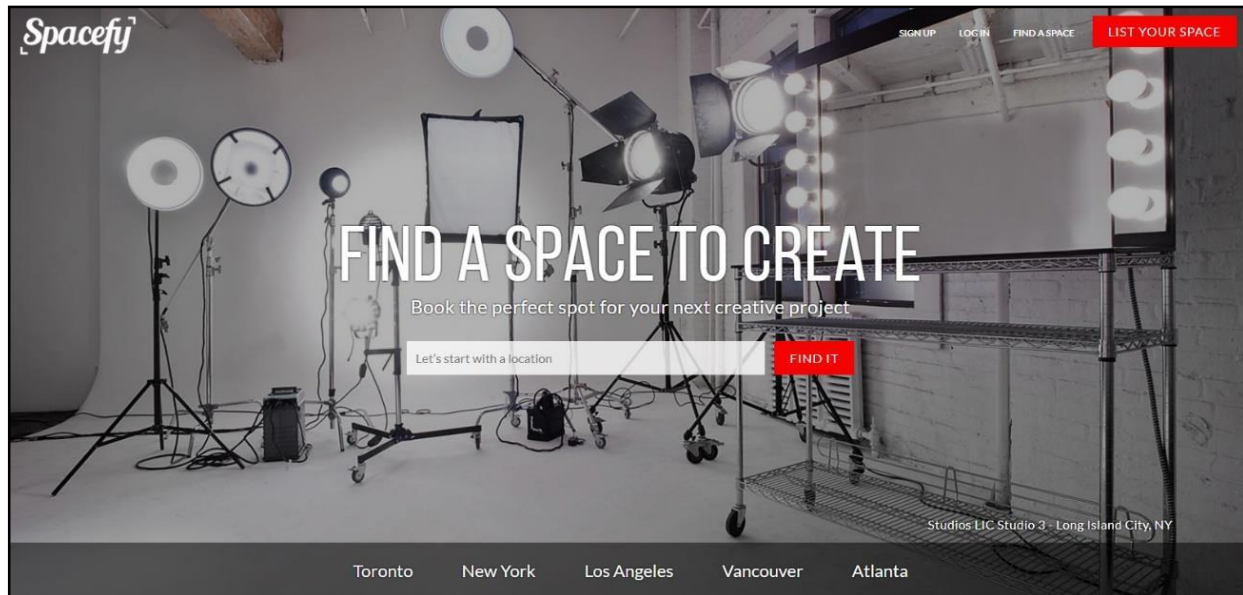 Spacefy
SIGN UP LOG IN FIND A SPACE LIST YOUR SPACE
FIND A SPACE TO CREATE
Book the perfect spot for your next creative project
Let's start with a location FIND IT
Studios LIC Studio 3 - Long Island City, NY
Toronto New York Los Angeles Vancouver Atlanta